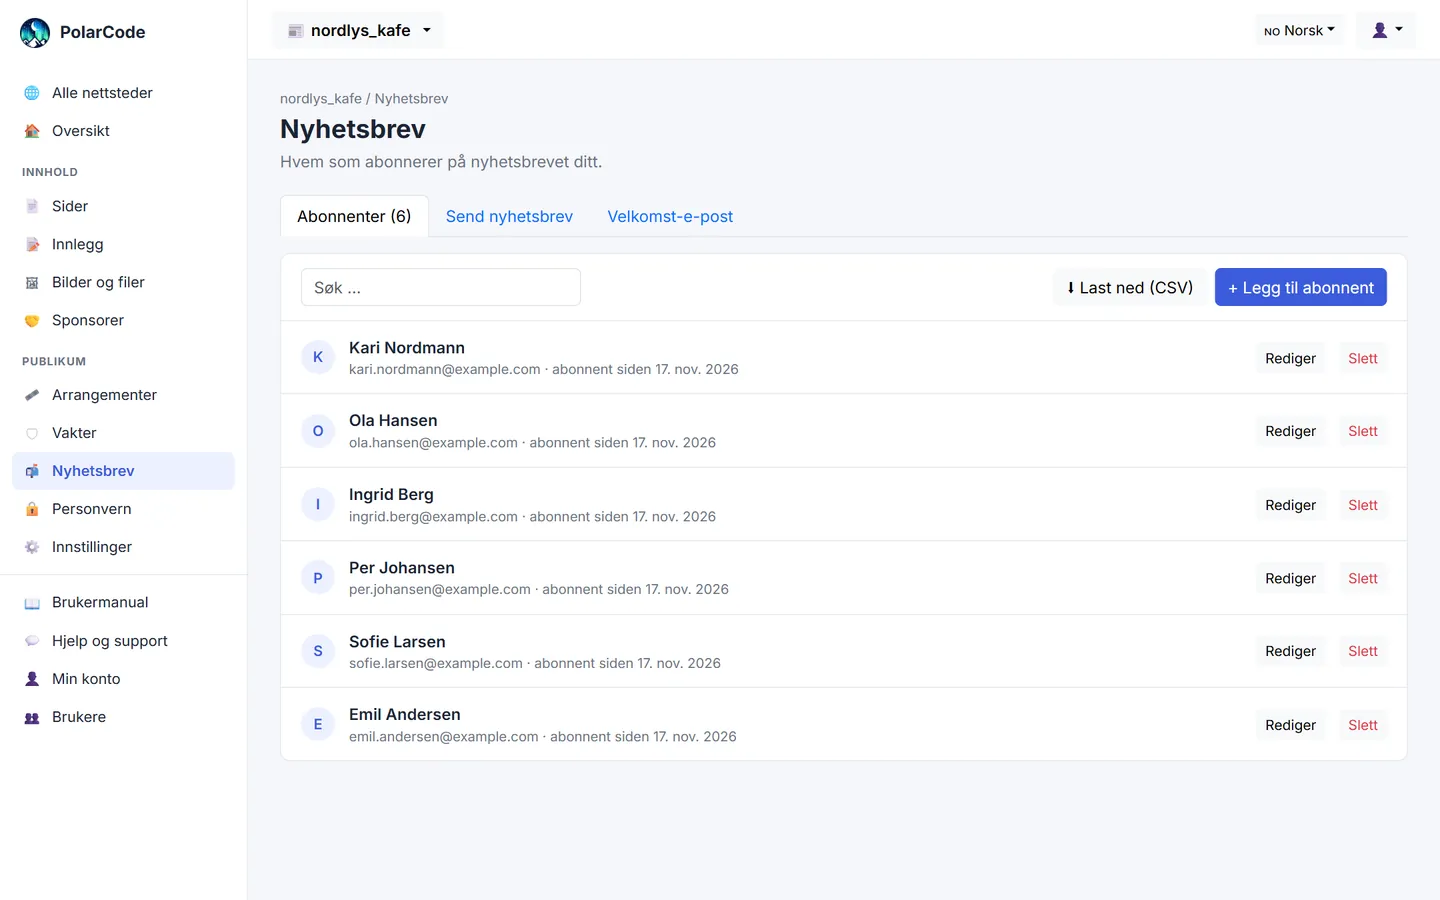 PolarCode
nordlys_kafe
NO Norsk
Alle nettsteder
Oversikt
INNHOLD
Sider
Innlegg
Bilder og filer
Sponsorer
PUBLIKUM
Arrangementer
Vakter
Nyhetsbrev
Personvern
Innstillinger
Brukermanual
Hjelp og support
Min konto
Brukere
nordlys_kafe / Nyhetsbrev
Nyhetsbrev
Hvem som abonnerer på nyhetsbrevet ditt.
Abonnenter (6) Send nyhetsbrev Velkomst-e-post
Søk ... ⬇ Last ned (CSV) + Legg til abonnent
K Kari Nordmann
kari.nordmann@example.com · abonnent siden 17. nov. 2026
Rediger Slett
O Ola Hansen
ola.hansen@example.com · abonnent siden 17. nov. 2026
Rediger Slett
I Ingrid Berg
ingrid.berg@example.com · abonnent siden 17. nov. 2026
Rediger Slett
P Per Johansen
per.johansen@example.com · abonnent siden 17. nov. 2026
Rediger Slett
S Sofie Larsen
sofie.larsen@example.com · abonnent siden 17. nov. 2026
Rediger Slett
E Emil Andersen
emil.andersen@example.com · abonnent siden 17. nov. 2026
Rediger Slett